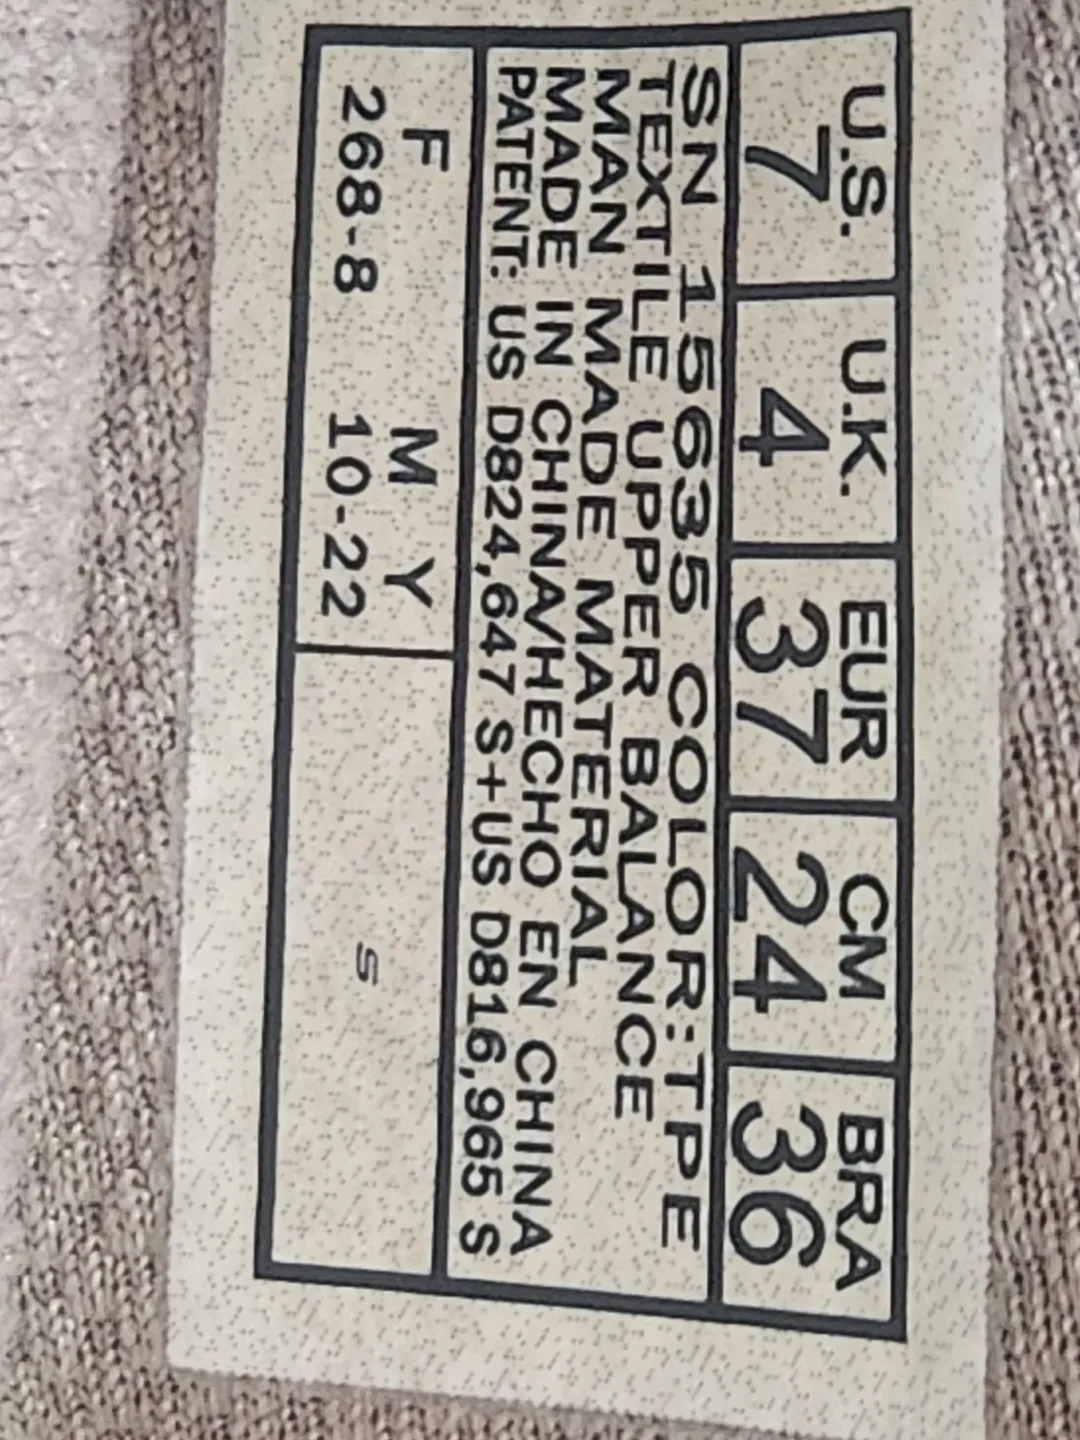 U.S. U.K. EUR CM BRA
7 4 37 24 36
SN 15635 COLOR:TPE
TEXTILE UPPER BALANCE
MAN MADE MATERIAL
MADE IN CHINA/HECHO EN CHINA
PATENT: US D824,647 S+US D816,965 S
F M Y
268-8 10-22
S